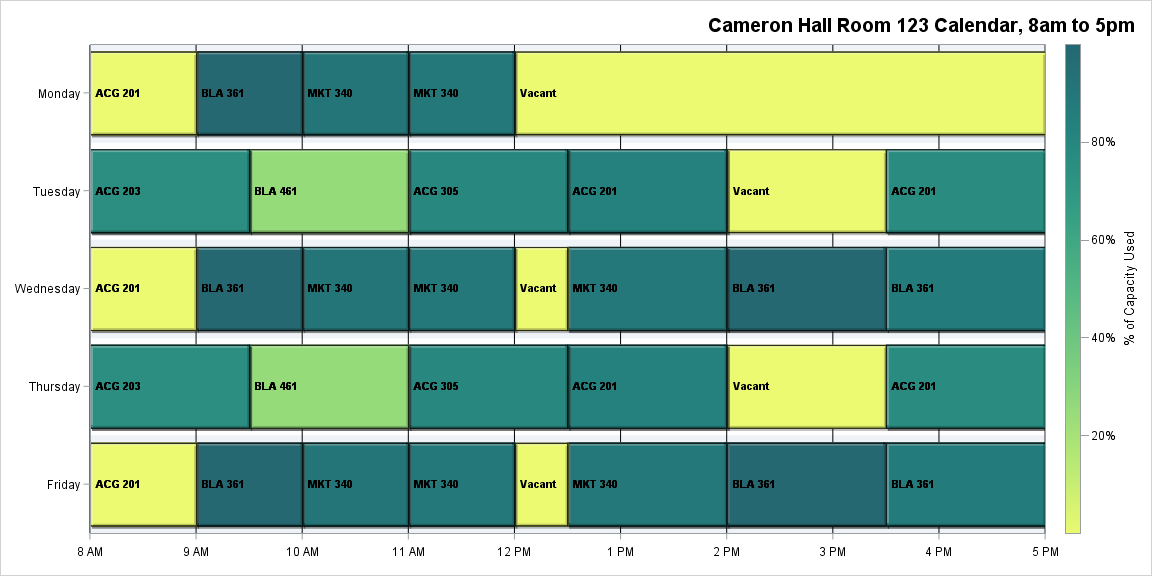 Cameron Hall Room 123 Calendar, 8am to 5pm
Monday
ACG 201
BLA 361
MKT 340
MKT 340
Vacant
Tuesday
ACG 203
BLA 461
ACG 305
ACG 201
Vacant
ACG 201
Wednesday
ACG 201
BLA 361
MKT 340
MKT 340
Vacant
MKT 340
BLA 361
BLA 361
Thursday
ACG 203
BLA 461
ACG 305
ACG 201
Vacant
ACG 201
Friday
ACG 201
BLA 361
MKT 340
MKT 340
Vacant
MKT 340
BLA 361
BLA 361
8 AM
9 AM
10 AM
11 AM
12 PM
1 PM
2 PM
3 PM
4 PM
5 PM
80%
60%
40%
20%
% of Capacity Used